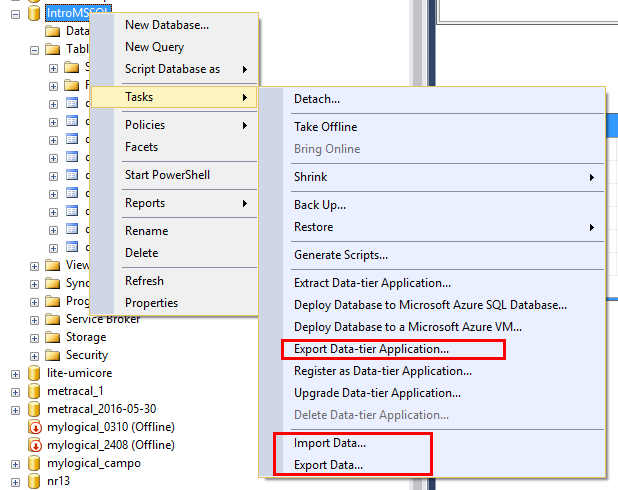 IntroMSSQL
Data
Tabl
New Database...
New Query
Script Database as
Tasks
Policies
Facets
Start PowerShell
Reports
Rename
Delete
Refresh
Properties
Detach...
Take Offline
Bring Online
Shrink
Back Up...
Restore
Generate Scripts...
Extract Data-tier Application...
Deploy Database to Microsoft Azure SQL Database...
Deploy Database to a Microsoft Azure VM...
Export Data-tier Application...
Register as Data-tier Application...
Upgrade Data-tier Application...
Delete Data-tier Application...
Import Data...
Export Data...
View
Sync
Prog
Service Broker
Storage
Security
lite-umicore
metracal_1
metracal_2016-05-30
mylogical_0310 (Offline)
mylogical_2408 (Offline)
mylogical_campo
nr13